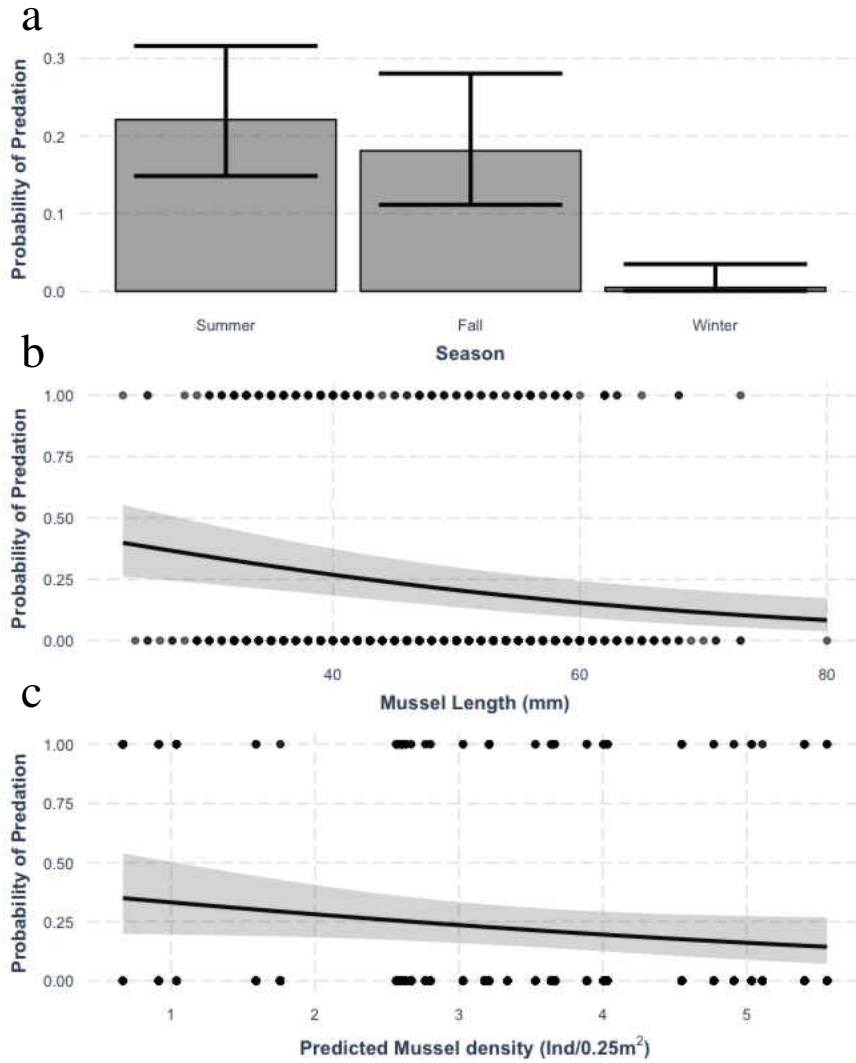 a
Probability of Predation
0.3
0.2
0.1
0.0
Summer Fall Winter
Season
b
Probability of Predation
1.00
0.75
0.50
0.25
0.00
40 60 80
Mussel Length (mm)
c
Probability of Predation
1.00
0.75
0.50
0.25
0.00
1 2 3 4 5
Predicted Mussel density (Ind/0.25m²)